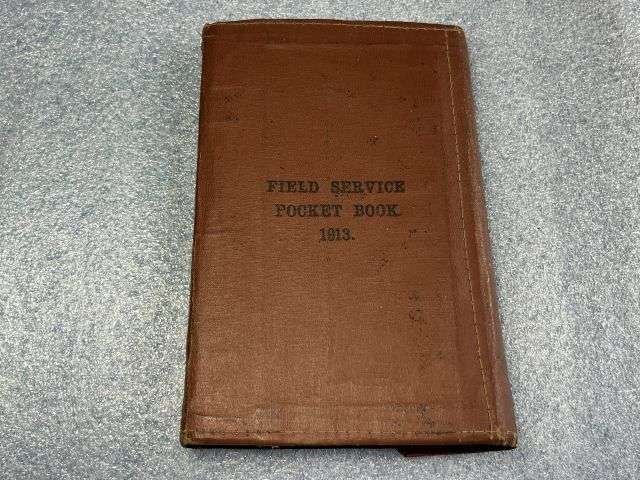 FIELD SERVICE
POCKET BOOK.
1913.